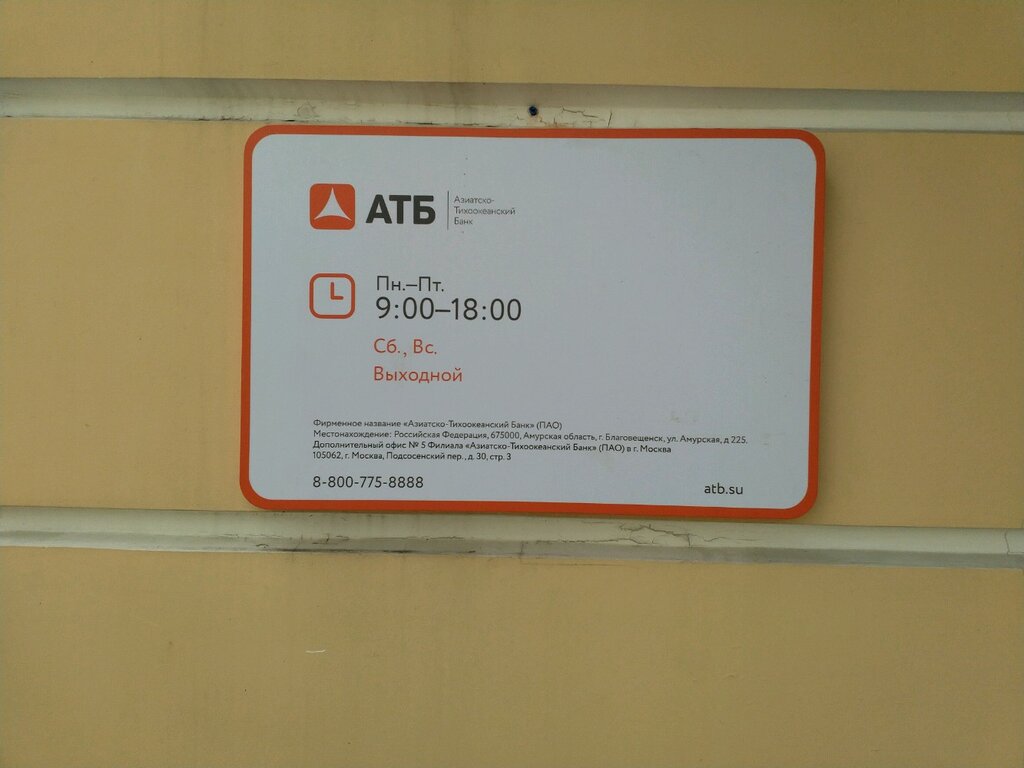 АТБ
Азиатско-
Тихоокеанский
Банк
Пн.–Пт.
9:00–18:00
Сб., Вс.
Выходной
Фирменное название «Азиатско-Тихоокеанский Банк» (ПАО)
Местонахождение: Российская Федерация, 675000, Амурская область, г. Благовещенск, ул. Амурская, д 225.
Дополнительный офис № 5 Филиала «Азиатско-Тихоокеанский Банк» (ПАО) в г. Москва
105062, г. Москва, Подсосенский пер., д. 30, стр. 3
8-800-775-8888
atb.su